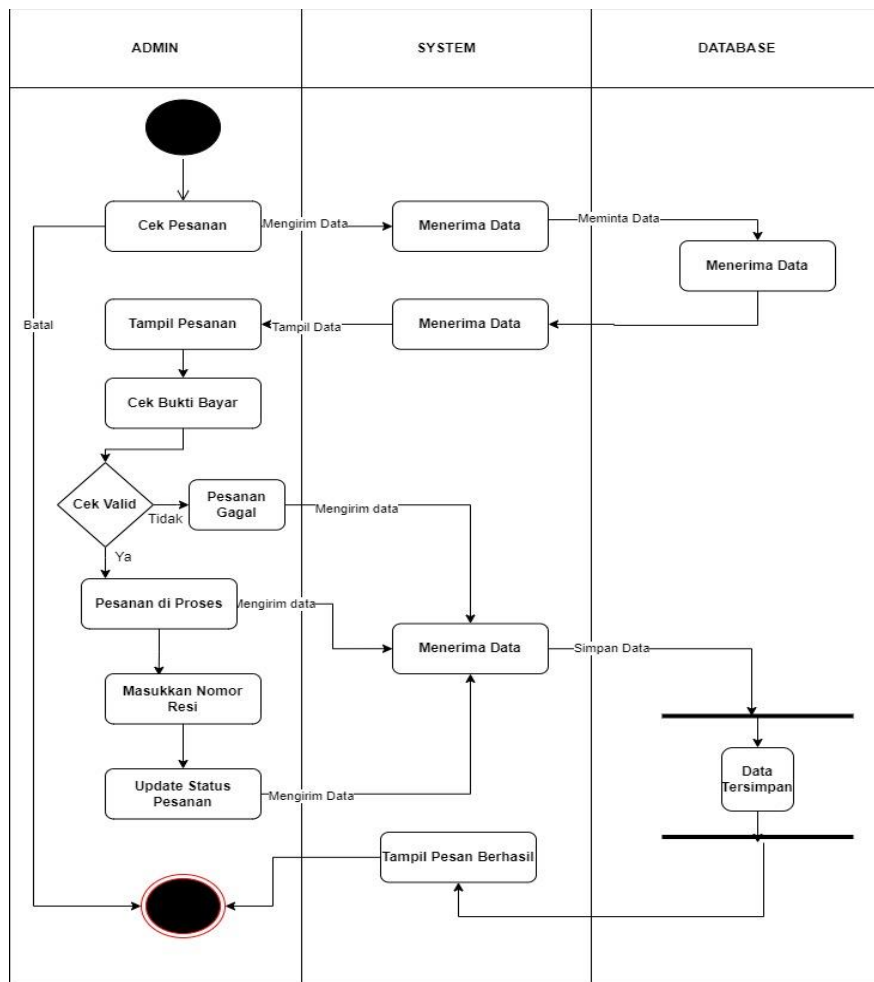 ADMIN
SYSTEM
DATABASE
Cek Pesanan
Mengirim Data
Menerima Data
Meminta Data
Menerima Data
Batal
Tampil Pesanan
Tampil Data
Menerima Data
Cek Bukti Bayar
Cek Valid
Tidak
Pesanan
Gagal
Mengirim data
Ya
Pesanan di Proses
Mengirim data
Menerima Data
Simpan Data
Masukkan Nomor
Resi
Update Status
Pesanan
Mengirim Data
Data
Tersimpan
Tampil Pesan Berhasil